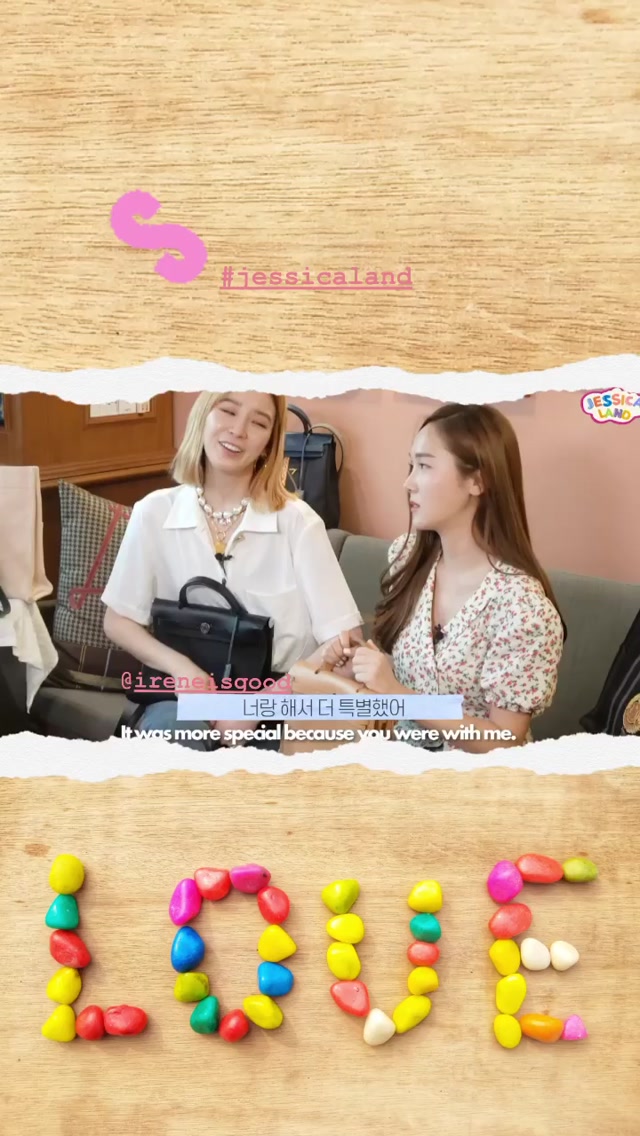 S
#jessicaland
JESSICA
LAND
@ireneisgood
너랑 해서 더 특별했어
It was more special because you were with me.
LOVE